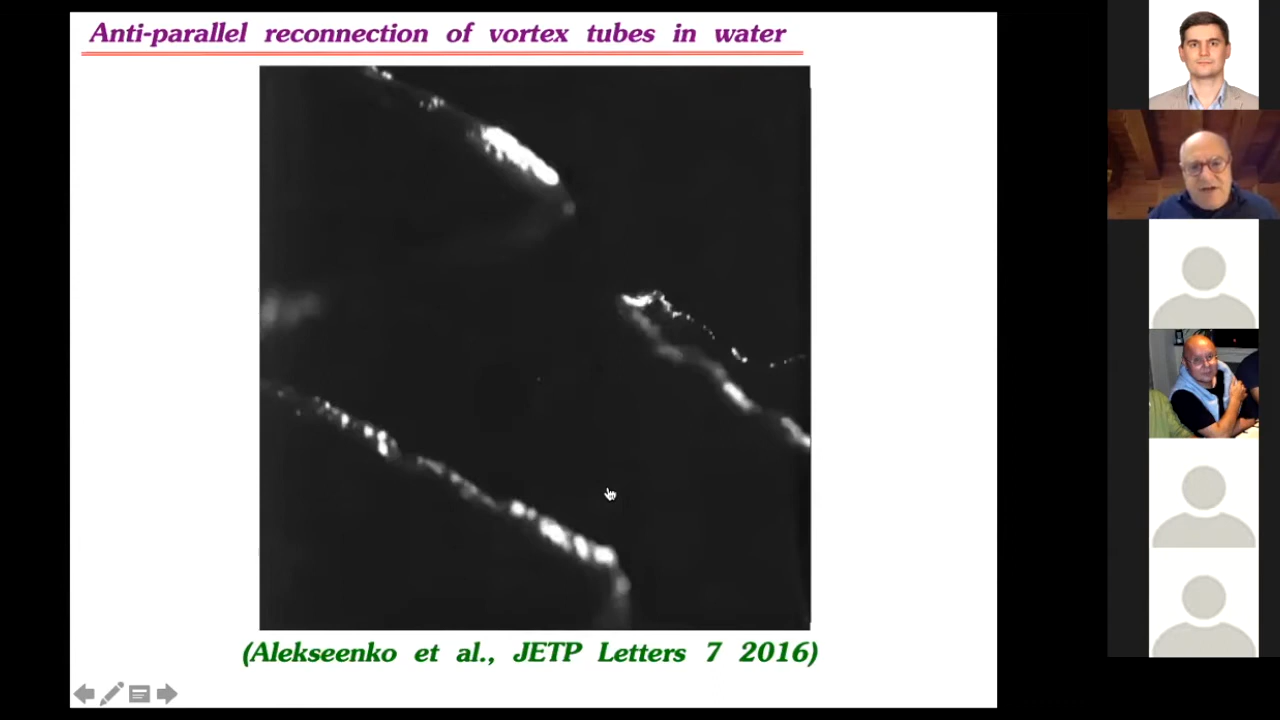 Anti-parallel reconnection of vortex tubes in water
(Alekseenko et al., JETP Letters 7 2016)